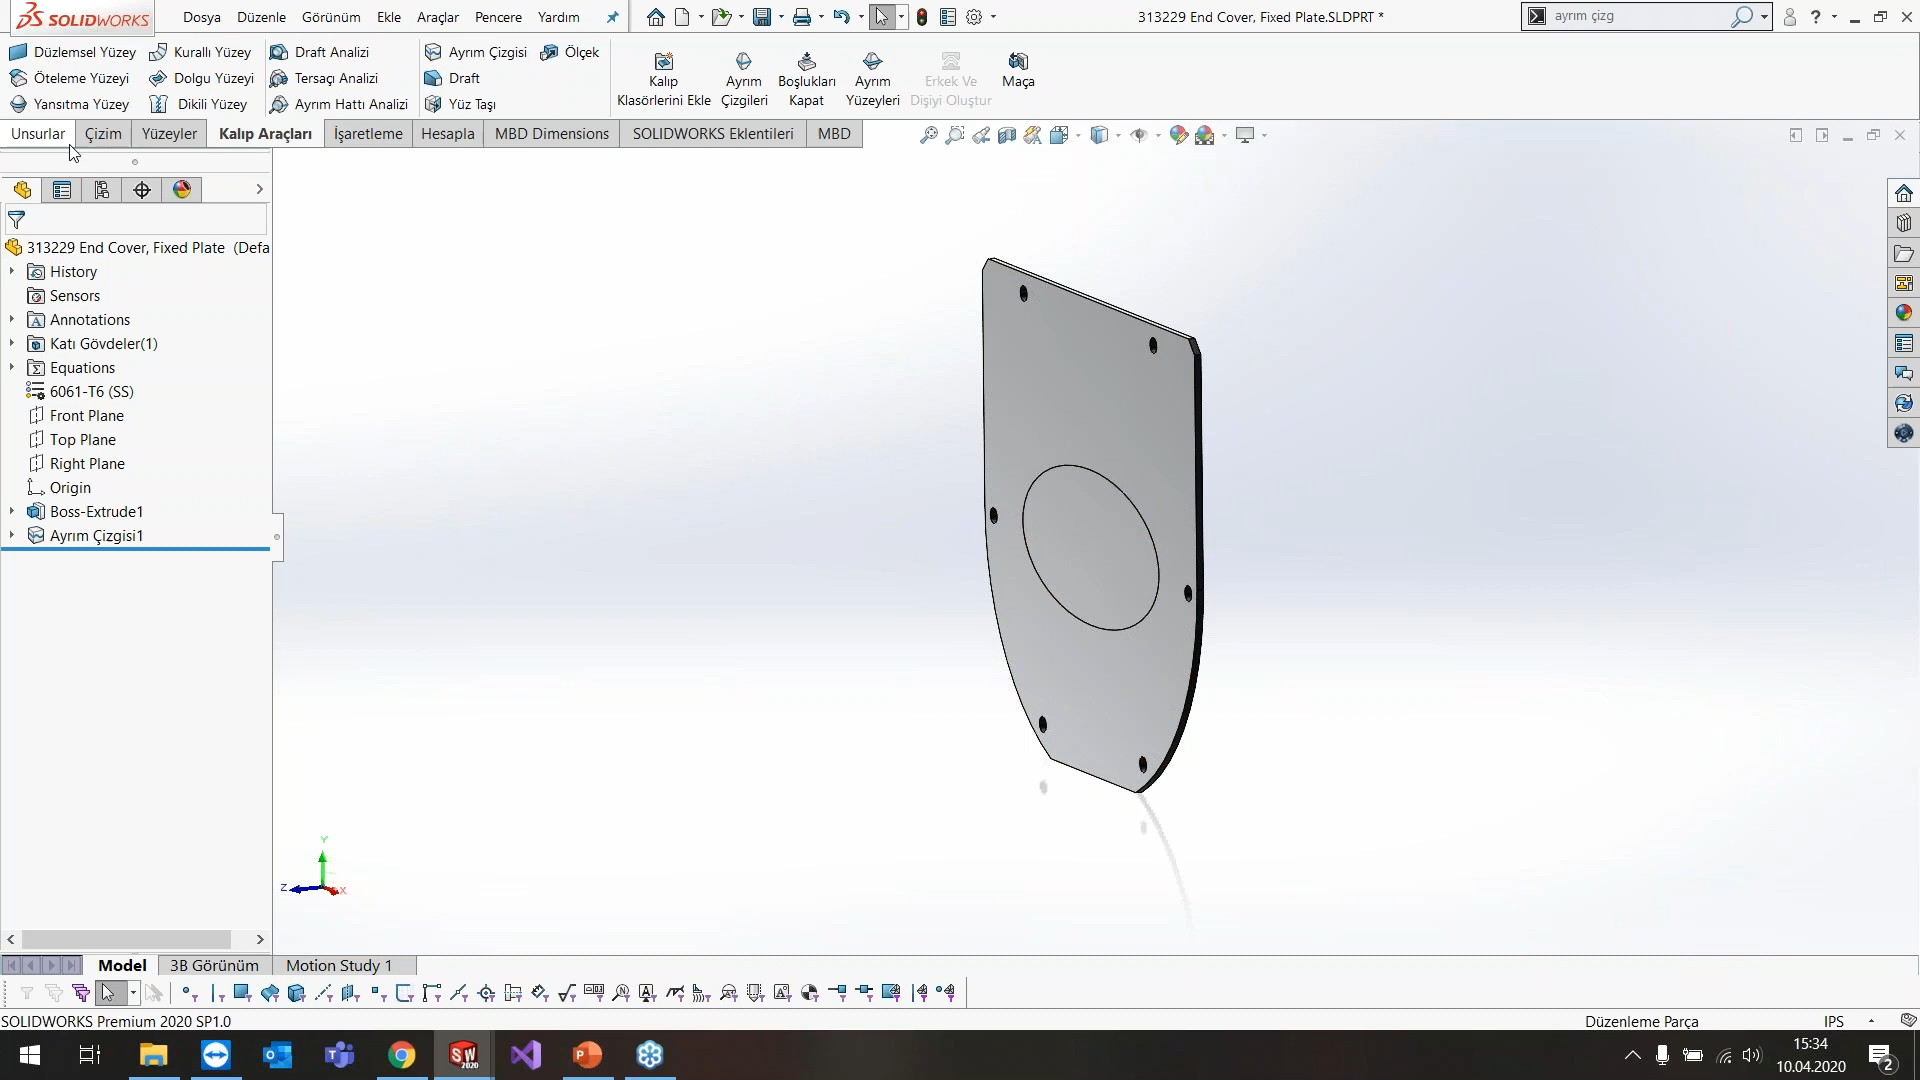 SOLIDWORKS
Dosya
Düzenle
Görünüm
Ekle
Araçlar
Pencere
Yardım
313229 End Cover, Fixed Plate.SLDPRT *
ayrım çizg
Düzlemsel Yüzey
Kurallı Yüzey
Draft Analizi
Ayrım Çizgisi
Ölçek
Öteleme Yüzeyi
Dolgu Yüzeyi
Tersaçı Analizi
Draft
Yansıtma Yüzey
Dikili Yüzey
Ayrım Hattı Analizi
Yüz Taşı
Kalıp
Klasörlerini Ekle
Ayrım
Çizgileri
Boşlukları
Kapat
Ayrım
Yüzeyleri
Erkek Ve
Dişiyi Oluştur
Maça
Unsurlar
Çizim
Yüzeyler
Kalıp Araçları
İşaretleme
Hesapla
MBD Dimensions
SOLIDWORKS Eklentileri
MBD
313229 End Cover, Fixed Plate (Defa
History
Sensors
Annotations
Katı Gövdeler(1)
Equations
6061-T6 (SS)
Front Plane
Top Plane
Right Plane
Origin
Boss-Extrude1
Ayrım Çizgisi1
Y
Z
X
Model
3B Görünüm
Motion Study 1
SOLIDWORKS Premium 2020 SP1.0
Düzenleme Parça
IPS
SW
2020
15:34
10.04.2020
2